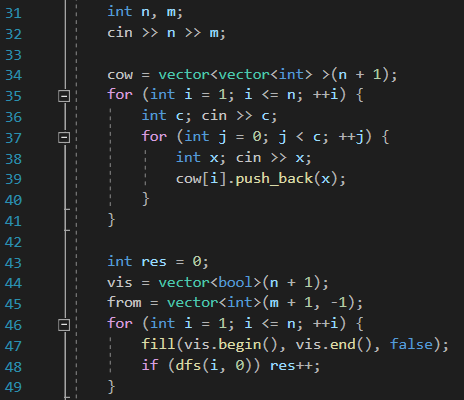 31 int n, m;
32 cin >> n >> m;
33
34 cow = vector<vector<int> >(n + 1);
35 for (int i = 1; i <= n; ++i) {
36 int c; cin >> c;
37 for (int j = 0; j < c; ++j) {
38 int x; cin >> x;
39 cow[i].push_back(x);
40 }
41 }
42
43 int res = 0;
44 vis = vector<bool>(n + 1);
45 from = vector<int>(m + 1, -1);
46 for (int i = 1; i <= n; ++i) {
47 fill(vis.begin(), vis.end(), false);
48 if (dfs(i, 0)) res++;
49 }